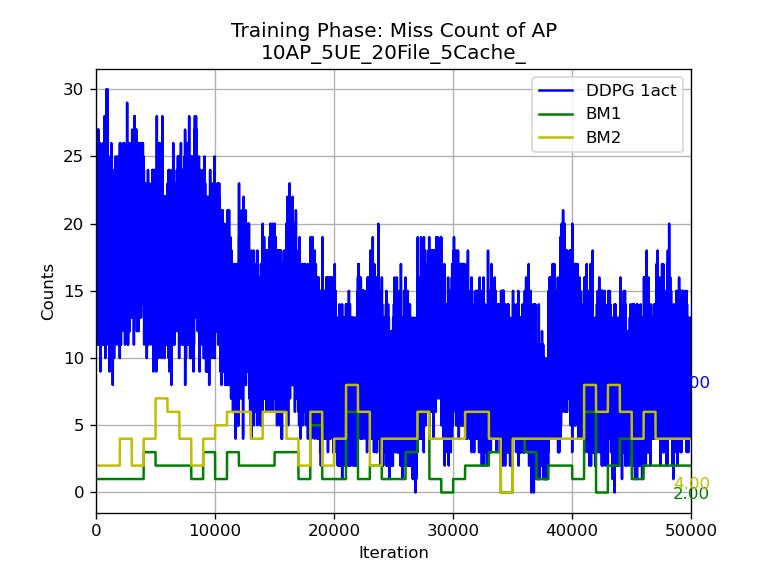 Training Phase: Miss Count of AP
10AP_5UE_20File_5Cache_
DDPG 1act
BM1
BM2
Counts
30
25
20
15
10
5
0
4.00
2.00
0 10000 20000 30000 40000 50000
Iteration